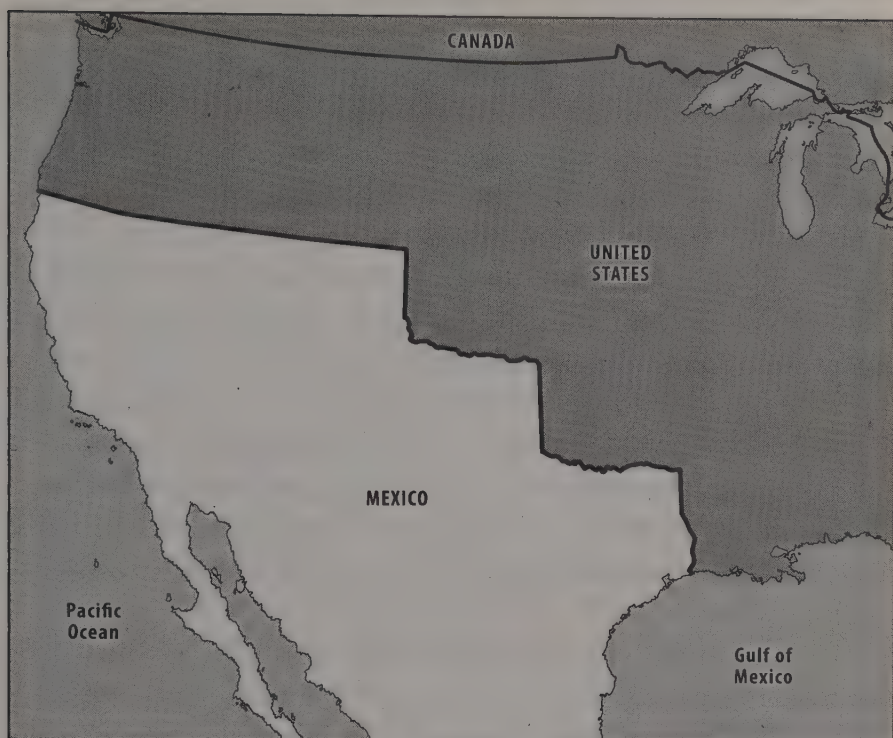 CANADA
UNITED
STATES
MEXICO
Pacific
Ocean
Gulf of
Mexico